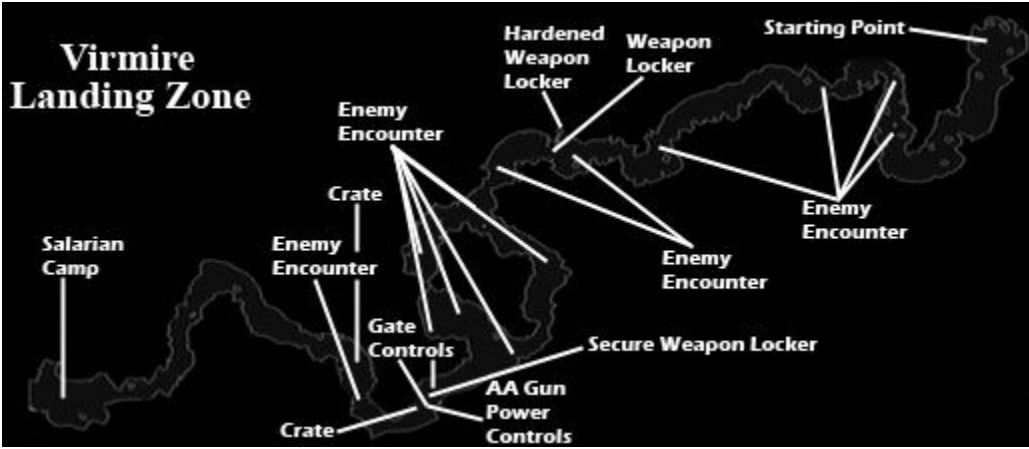 Virmire
Landing Zone
Starting Point
Hardened
Weapon
Locker
Weapon
Locker
Enemy
Encounter
Crate
Enemy
Encounter
Salarian
Camp
Enemy
Encounter
Enemy
Encounter
Gate
Controls
Secure Weapon Locker
AA Gun
Power
Controls
Crate